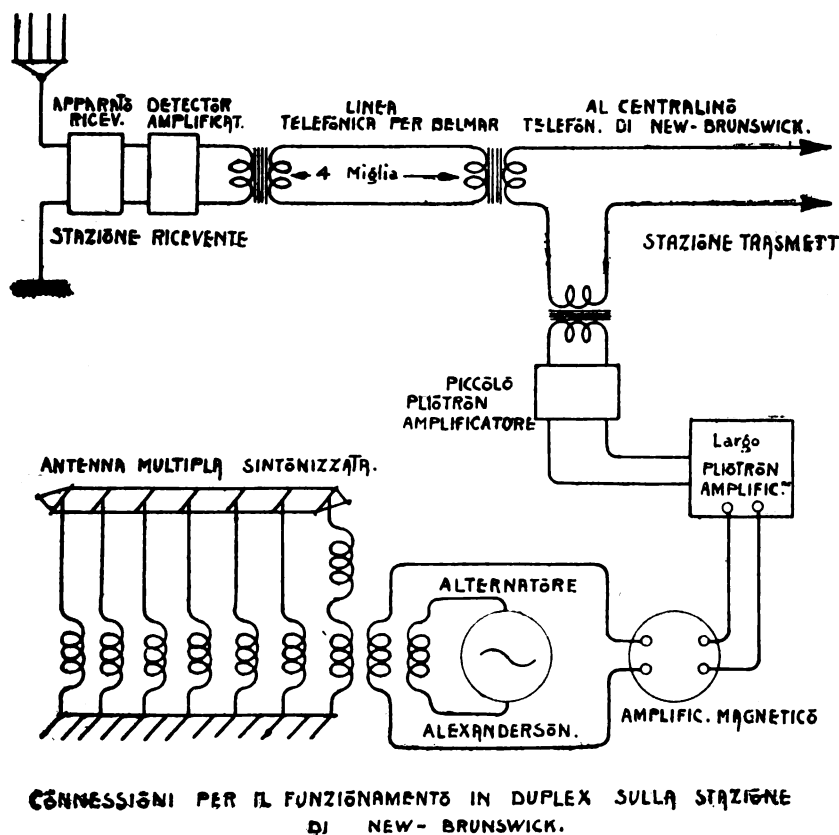 APPARATO
RICEV.
DETECTOR
AMPLIFICAT.
LINEA
TELEFONICA PER BELMAR
AL CENTRALINO
TELEFON. DI NEW-BRUNSWICK.
4 Miglia
STAZIONE RICEVENTE
STAZIONE TRASMETT
PICCOLO
PLIOTRON
AMPLIFICATORE
Largo
PLIOTRON
AMPLIFIC.
ANTENNA MULTIPLA SINTONIZZATA.
ALTERNATORE
ALEXANDERSON.
AMPLIFIC. MAGNETICO
CONNESSIONI PER IL FUNZIONAMENTO IN DUPLEX SULLA STAZIONE
DI NEW-BRUNSWICK.